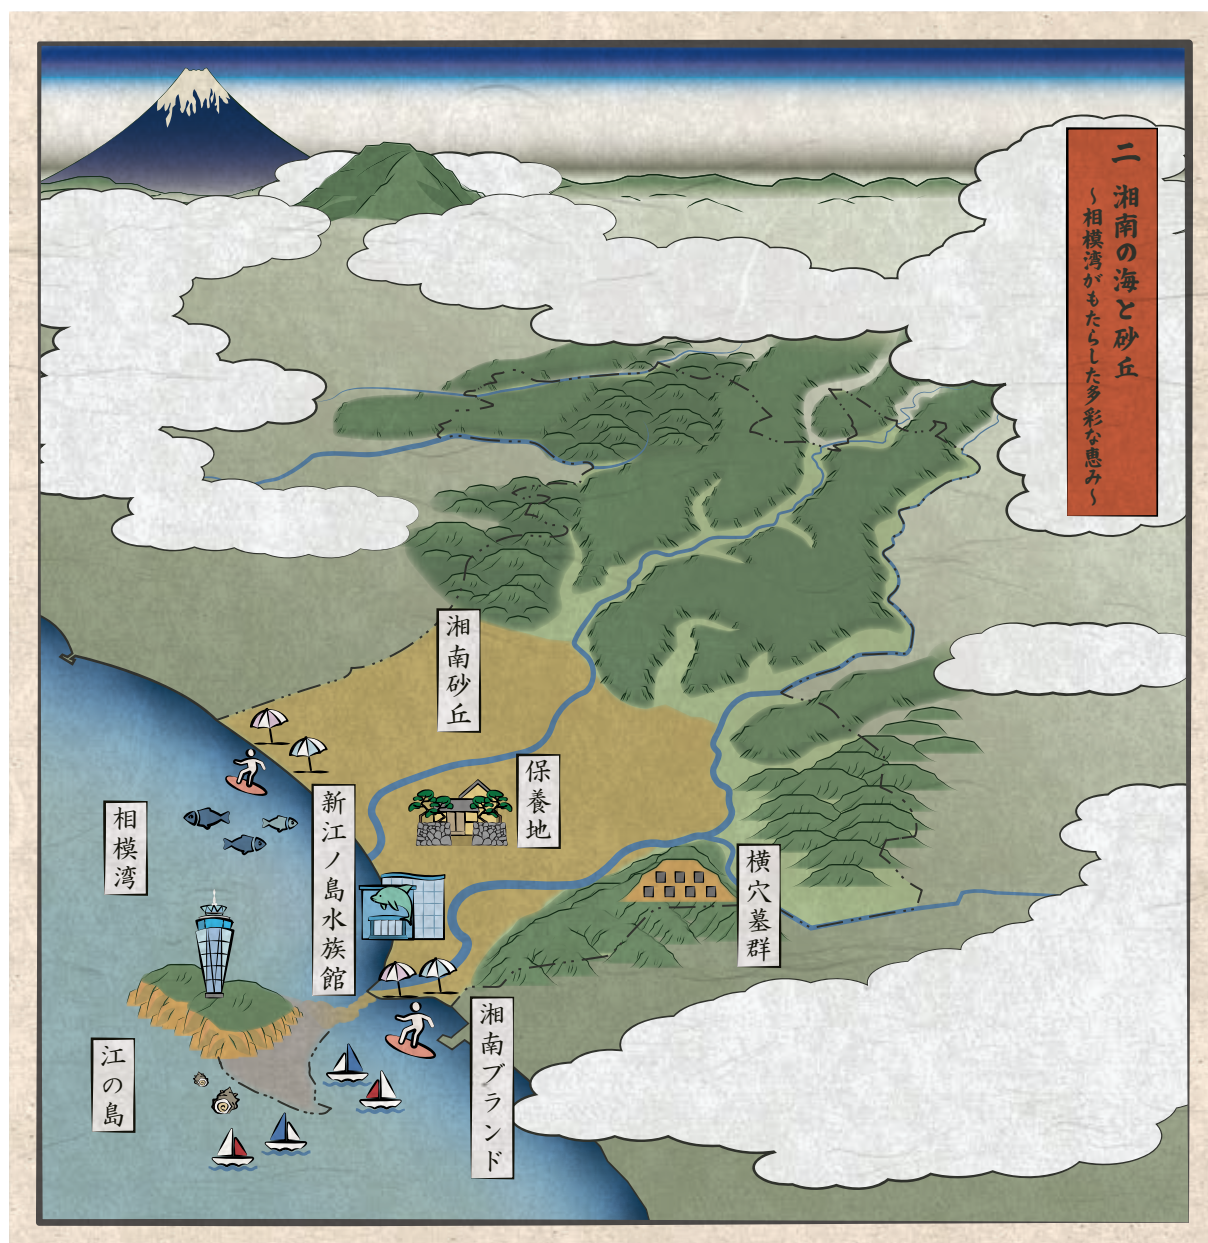 二 湘南の海と砂丘
～相模湾がもたらした多彩な恵み～
湘南砂丘
保養地
新江ノ島水族館
横穴墓群
相模湾
湘南ブランド
江の島